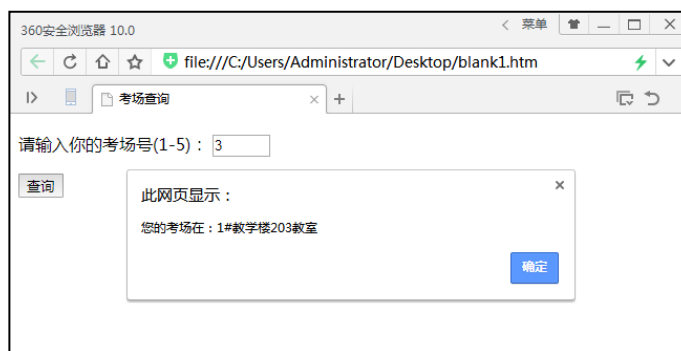 360安全浏览器 10.0 菜单
file:///C:/Users/Administrator/Desktop/blank1.htm
考场查询
请输入你的考场号(1-5)： 3
查询
此网页显示：
您的考场在：1#教学楼203教室
确定